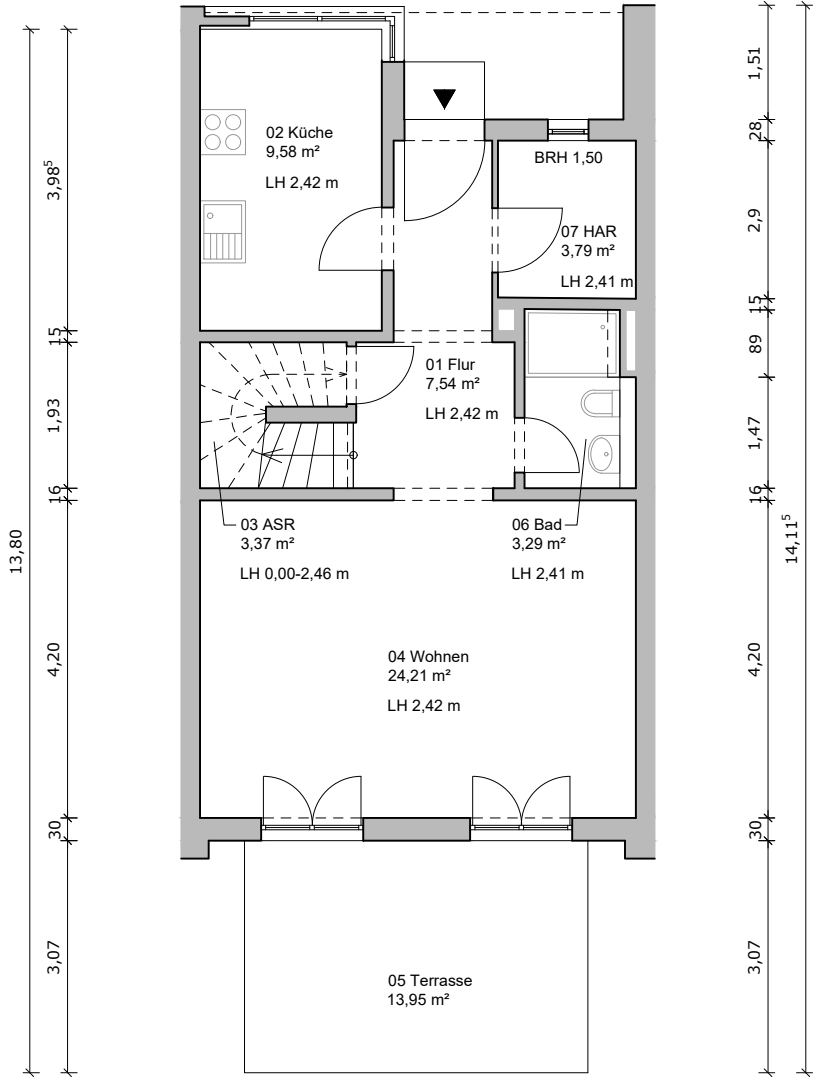 1,51
28
02 Küche
9,58 m²
LH 2,42 m
BRH 1,50
3,98⁵
2,9
07 HAR
3,79 m²
LH 2,41 m
15
15
89
01 Flur
7,54 m²
LH 2,42 m
1,93
1,47
16
16
03 ASR
3,37 m²
LH 0,00-2,46 m
06 Bad
3,29 m²
LH 2,41 m
13,80
14,11⁵
4,20
04 Wohnen
24,21 m²
LH 2,42 m
4,20
30
30
3,07
05 Terrasse
13,95 m²
3,07